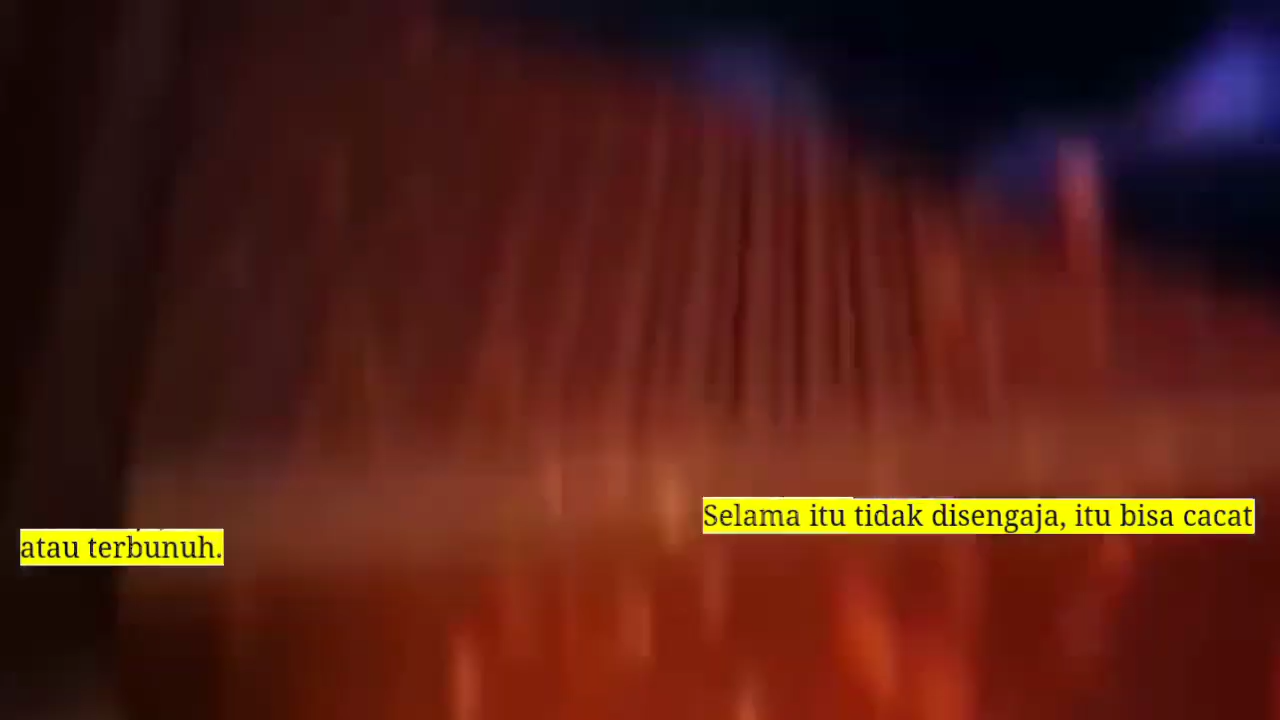 Selama itu tidak disengaja, itu bisa cacat
atau terbunuh.